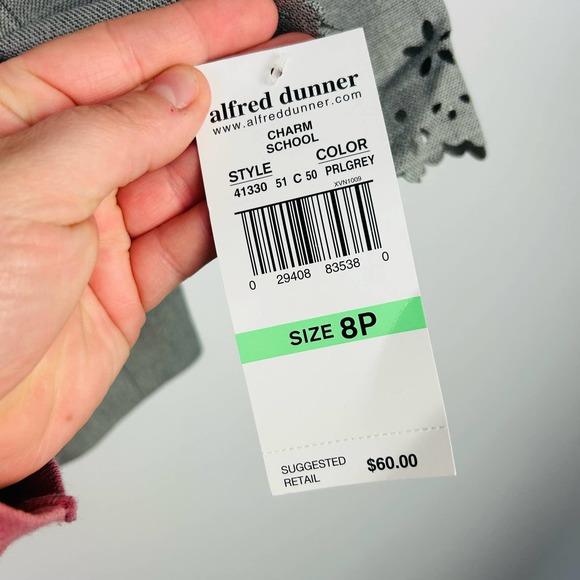 alfred dunner
www.alfreddunner.com
CHARM
SCHOOL
STYLE COLOR
41330 51 C 50 PRLGREY
XVN1009
0 29408 83538 0
SIZE 8P
SUGGESTED
RETAIL $60.00